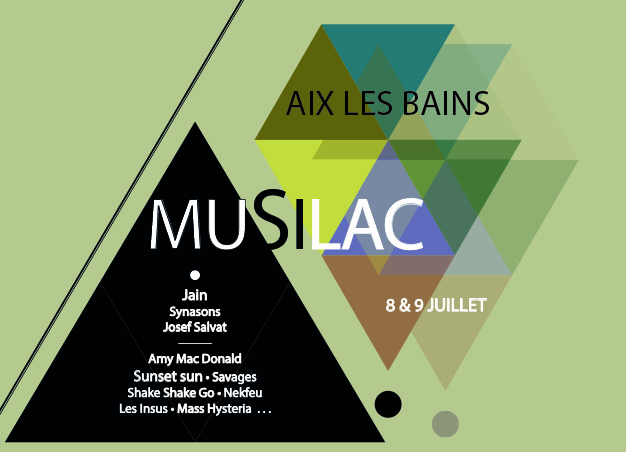 AIX LES BAINS
MUSILAC
8 & 9 JUILLET
Jain
Synasons
Josef Salvat
Amy Mac Donald
Sunset sun • Savages
Shake Shake Go • Nekfeu
Les Insus • Mass Hysteria ...